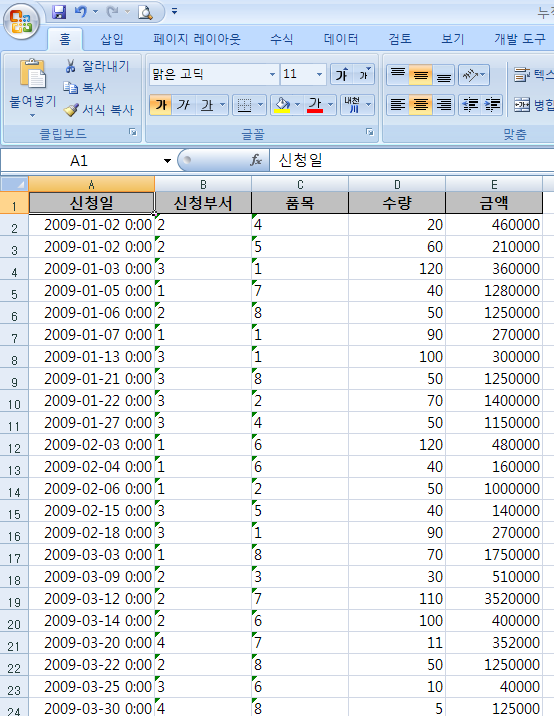 누적
홈 삽입 페이지 레이아웃 수식 데이터 검토 보기 개발 도구
붙여넣기 잘라내기 복사 서식 복사
맑은 고딕 11 가 가
가 가 가 가 내천 川
텍스
병합
클립보드 글꼴 맞춤
A1 fx 신청일
A B C D E
1 신청일 신청부서 품목 수량 금액
2 2009-01-02 0:00 2 4 20 460000
3 2009-01-02 0:00 2 5 60 210000
4 2009-01-03 0:00 3 1 120 360000
5 2009-01-05 0:00 1 7 40 1280000
6 2009-01-06 0:00 2 8 50 1250000
7 2009-01-07 0:00 1 1 90 270000
8 2009-01-13 0:00 3 1 100 300000
9 2009-01-21 0:00 3 8 50 1250000
10 2009-01-22 0:00 3 2 70 1400000
11 2009-01-27 0:00 3 4 50 1150000
12 2009-02-03 0:00 1 6 120 480000
13 2009-02-04 0:00 1 6 40 160000
14 2009-02-06 0:00 1 2 50 1000000
15 2009-02-15 0:00 3 5 40 140000
16 2009-02-18 0:00 3 1 90 270000
17 2009-03-03 0:00 1 8 70 1750000
18 2009-03-09 0:00 2 3 30 510000
19 2009-03-12 0:00 2 7 110 3520000
20 2009-03-14 0:00 2 6 100 400000
21 2009-03-20 0:00 4 7 11 352000
22 2009-03-22 0:00 2 8 50 1250000
23 2009-03-25 0:00 3 6 10 40000
24 2009-03-30 0:00 4 8 5 125000